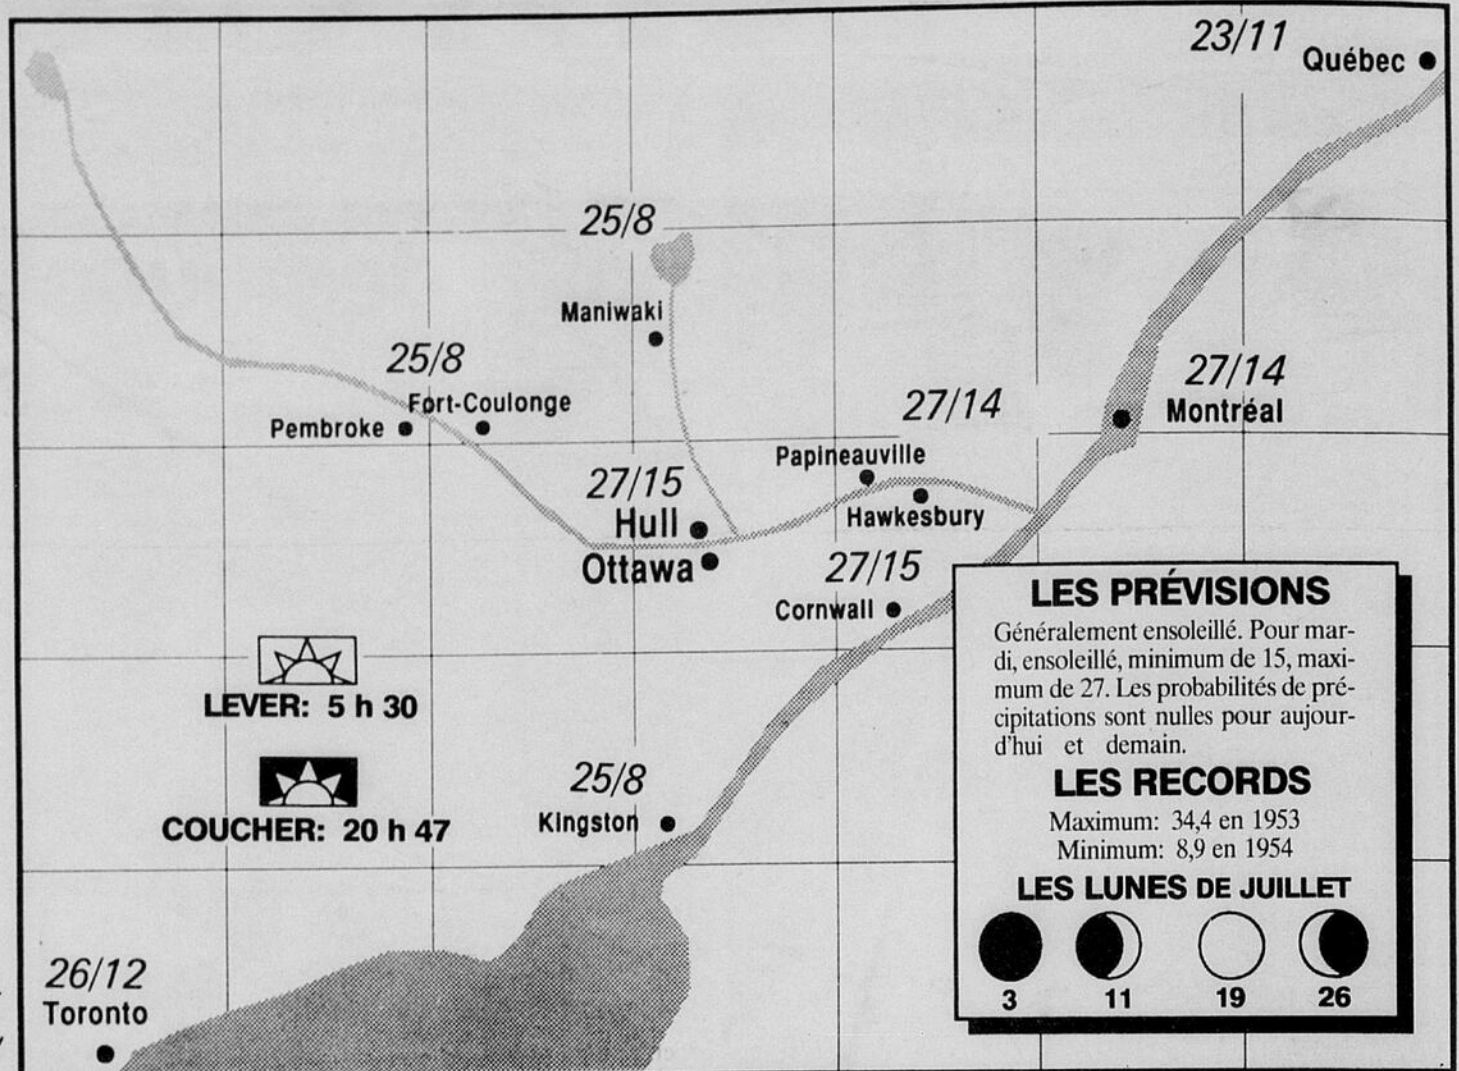 23/11
Québec
25/8
Maniwaki
25/8
Fort-Coulonge
Pembroke
27/14
Montréal
27/14
Papineauville
Hawkesbury
27/15
Hull
Ottawa
27/15
Cornwall
LEVER: 5 h 30
COUCHER: 20 h 47
25/8
Kingston
26/12
Toronto
LES PRÉVISIONS
Généralement ensoleillé. Pour mar-
di, ensoleillé, minimum de 15, maxi-
mum de 27. Les probabilités de pré-
cipitations sont nulles pour aujour-
d'hui et demain.
LES RECORDS
Maximum: 34,4 en 1953
Minimum: 8,9 en 1954
LES LUNES DE JUILLET
3 11 19 26